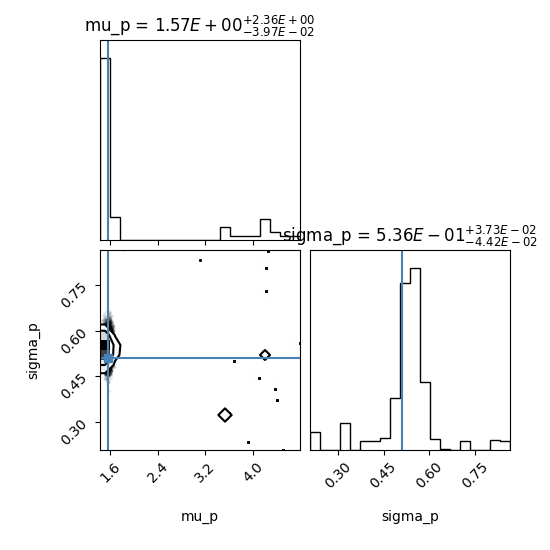 mu_p = 1.57E + 00+2.36E + 00 −3.97E − 02
sigma_p = 5.36E − 01+3.73E − 02 −4.42E − 02
sigma_p
0.75
0.60
0.45
0.30
1.6 2.4 3.2 4.0
0.30 0.45 0.60 0.75
mu_p
sigma_p